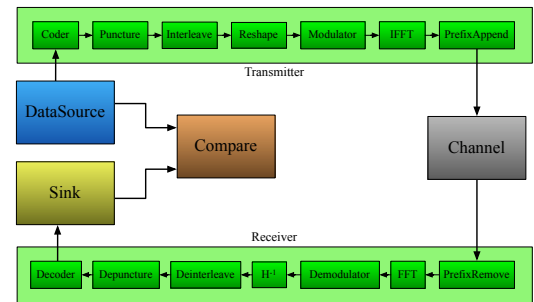 Coder Puncture Interleave Reshape Modulator IFFT PrefixAppend
Transmitter
DataSource
Compare
Channel
Sink
Receiver
Decoder Depuncture Deinterleave H-1 Demodulator FFT PrefixRemove